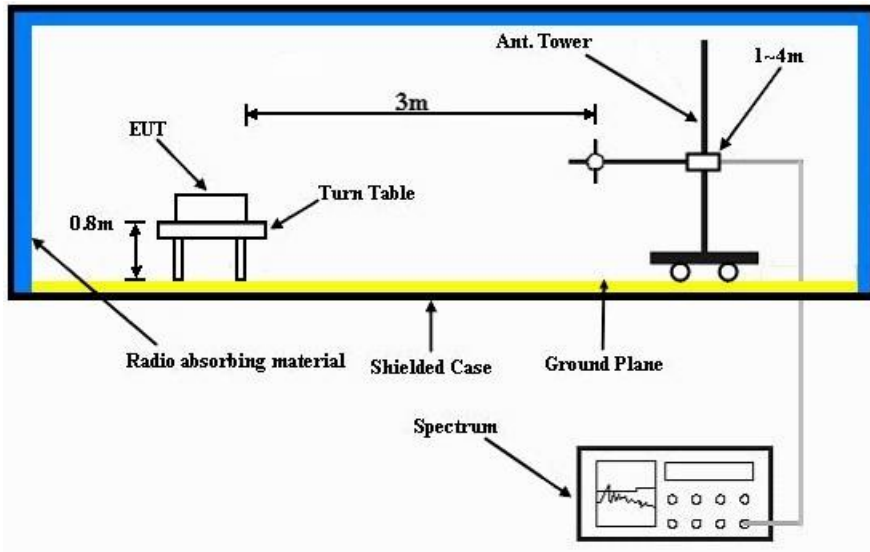 Ant. Tower
1~4m
3m
EUT
Turn Table
0.8m
Radio absorbing material
Shielded Case
Ground Plane
Spectrum